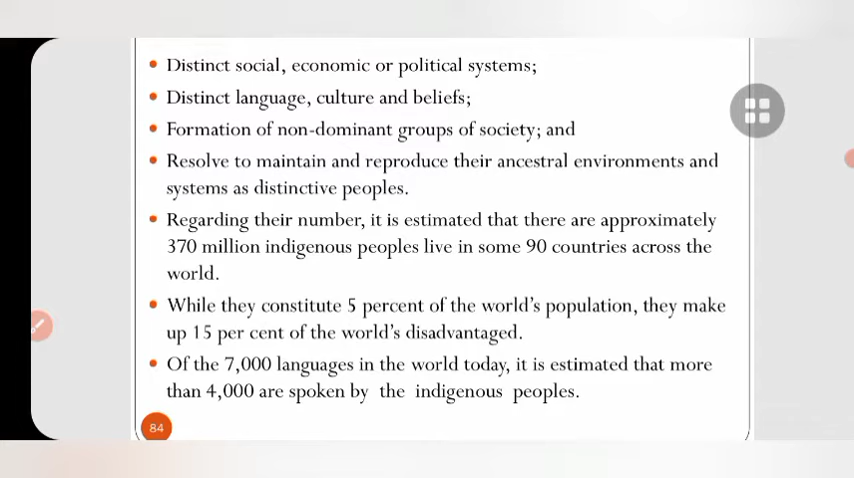 • Distinct social, economic or political systems;
• Distinct language, culture and beliefs;
• Formation of non-dominant groups of society; and
• Resolve to maintain and reproduce their ancestral environments and
systems as distinctive peoples.
• Regarding their number, it is estimated that there are approximately
370 million indigenous peoples live in some 90 countries across the
world.
• While they constitute 5 percent of the world's population, they make
up 15 per cent of the world's disadvantaged.
• Of the 7,000 languages in the world today, it is estimated that more
than 4,000 are spoken by the indigenous peoples.
84